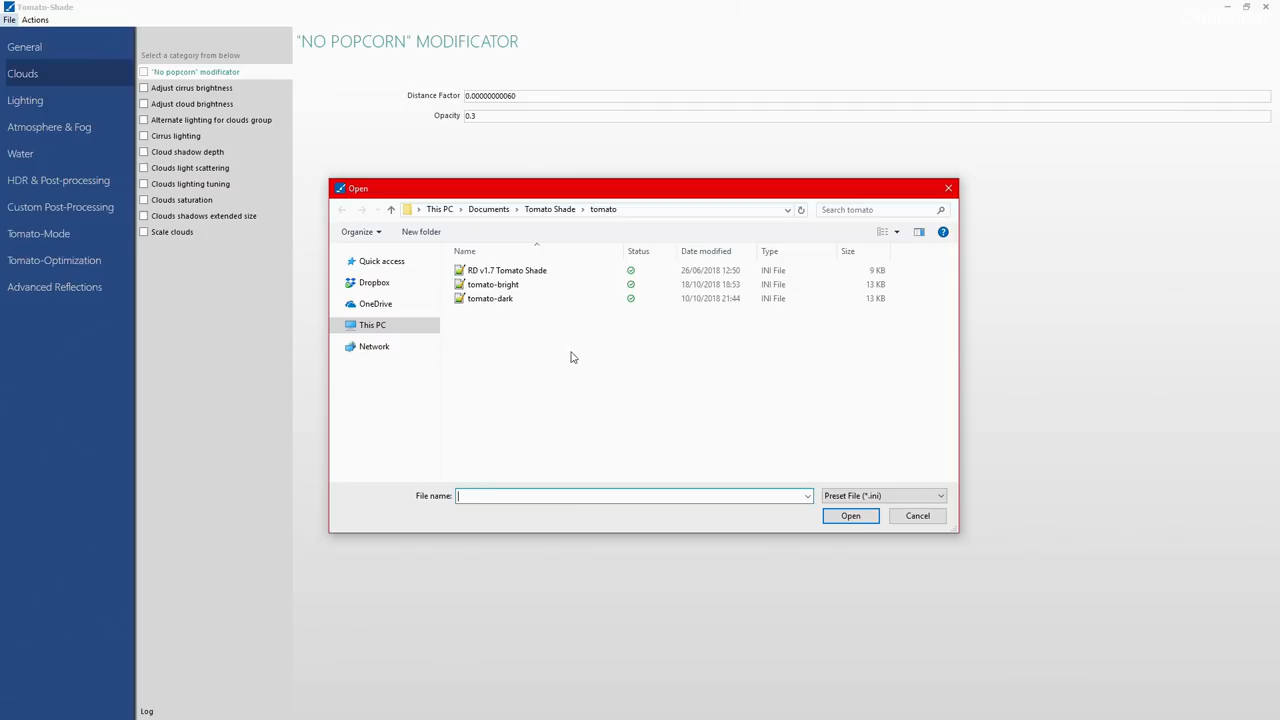 Tomato-Shade
File Actions
General
Clouds
Lighting
Atmosphere & Fog
Water
HDR & Post-processing
Custom Post-Processing
Tomato-Mode
Tomato-Optimization
Advanced Reflections
Select a category from below
"No popcorn" modificator
Adjust cirrus brightness
Adjust cloud brightness
Alternate lighting for clouds group
Cirrus lighting
Cloud shadow depth
Clouds light scattering
Clouds lighting tuning
Clouds saturation
Clouds shadows extended size
Scale clouds
Log
"NO POPCORN" MODIFICATOR
Distance Factor 0.00000000060
Opacity 0.3
Open
This PC > Documents > Tomato Shade > tomato
Search tomato
Organize New folder
Quick access
Dropbox
OneDrive
This PC
Network
Name Status Date modified Type Size
RD v1.7 Tomato Shade 26/06/2018 12:50 INI File 9 KB
tomato-bright 18/10/2018 18:53 INI File 13 KB
tomato-dark 10/10/2018 21:44 INI File 13 KB
File name: Preset File (*.ini)
Open Cancel